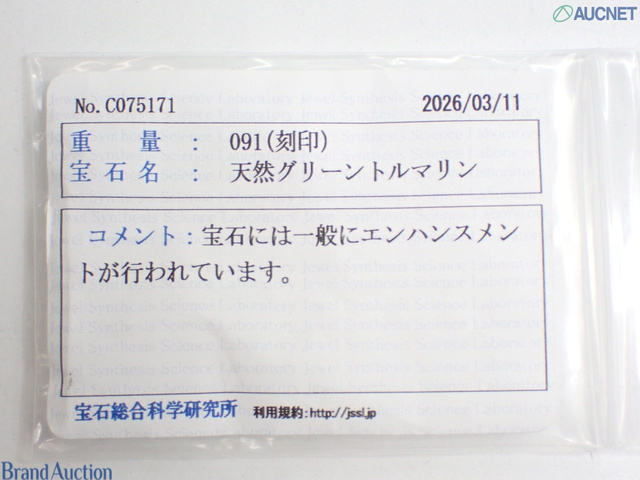 AUCNET
No. C075171 2026/03/11
重量 : 091(刻印)
宝石名 : 天然グリーントルマリン
コメント : 宝石には一般にエンハンスメン
トが行われています。
宝石総合科学研究所 利用規約:http://jssl.jp
Brand Auction